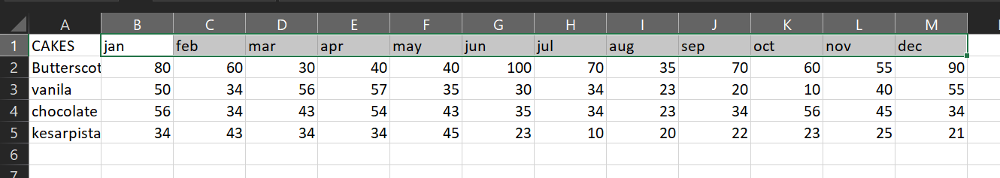 A B C D E F G H I J K L M
1 CAKES jan feb mar apr may jun jul aug sep oct nov dec
2 Butterscot 80 60 30 40 40 100 70 35 70 60 55 90
3 vanila 50 34 56 57 35 30 34 23 20 10 40 55
4 chocolate 56 34 43 54 43 35 34 23 34 56 45 34
5 kesarpista 34 43 34 34 45 23 10 20 22 23 25 21
6
7